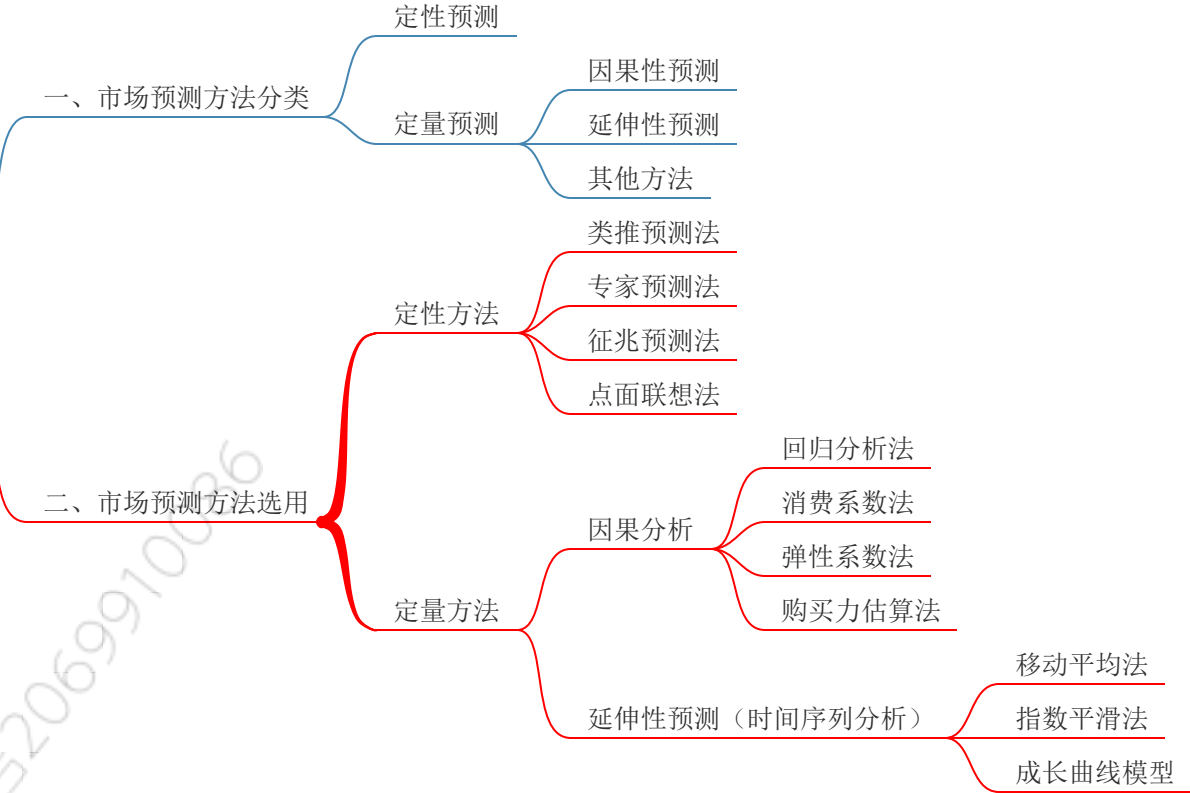 定性预测
一、市场预测方法分类
因果性预测
定量预测
延伸性预测
其他方法
类推预测法
专家预测法
定性方法
征兆预测法
点面联想法
二、市场预测方法选用
回归分析法
消费系数法
因果分析
弹性系数法
购买力估算法
定量方法
移动平均法
延伸性预测（时间序列分析）
指数平滑法
成长曲线模型